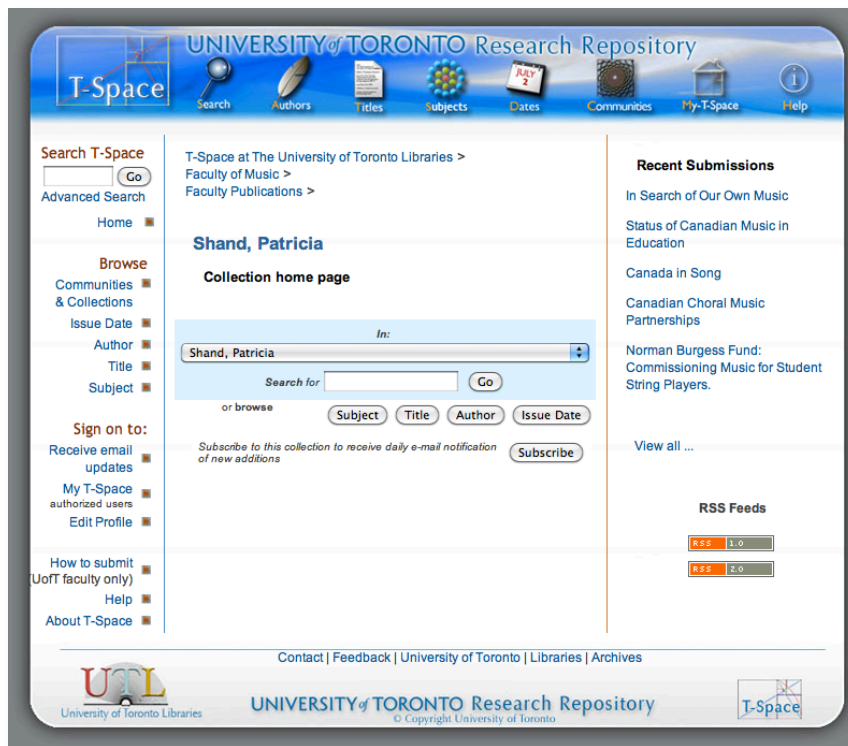 UNIVERSITY of TORONTO Research Repository
T-Space
Search
Authors
Titles
Subjects
JULY
2
Dates
Communities
My-T-Space
Help
Search T-Space
Go
Advanced Search
Home
Browse
Communities
& Collections
Issue Date
Author
Title
Subject
Sign on to:
Receive email
updates
My T-Space
authorized users
Edit Profile
How to submit
(UofT faculty only)
Help
About T-Space
T-Space at The University of Toronto Libraries >
Faculty of Music >
Faculty Publications >
Shand, Patricia
Collection home page
In:
Shand, Patricia
Search for
Go
or browse
Subject
Title
Author
Issue Date
Subscribe to this collection to receive daily e-mail notification
of new additions
Subscribe
Recent Submissions
In Search of Our Own Music
Status of Canadian Music in
Education
Canada in Song
Canadian Choral Music
Partnerships
Norman Burgess Fund:
Commissioning Music for Student
String Players.
View all ...
RSS Feeds
RSS 1.0
RSS 2.0
Contact | Feedback | University of Toronto | Libraries | Archives
UTL
University of Toronto Libraries
UNIVERSITY of TORONTO Research Repository
© Copyright University of Toronto
T-Space